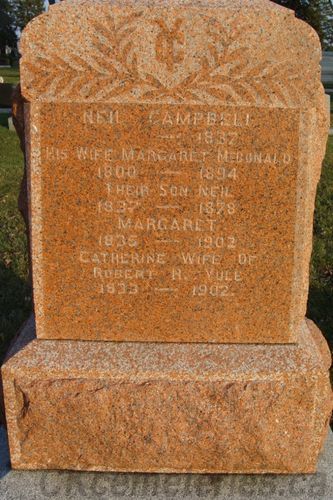 NEIL CAMPBELL
— 1837
HIS WIFE MARGARET MCDONALD
1800 — 1894
THEIR SON NEIL
1837 — 1878
MARGARET
1835 — 1902
CATHERINE WIFE OF
ROBERT H. YULE
1833 — 1902.